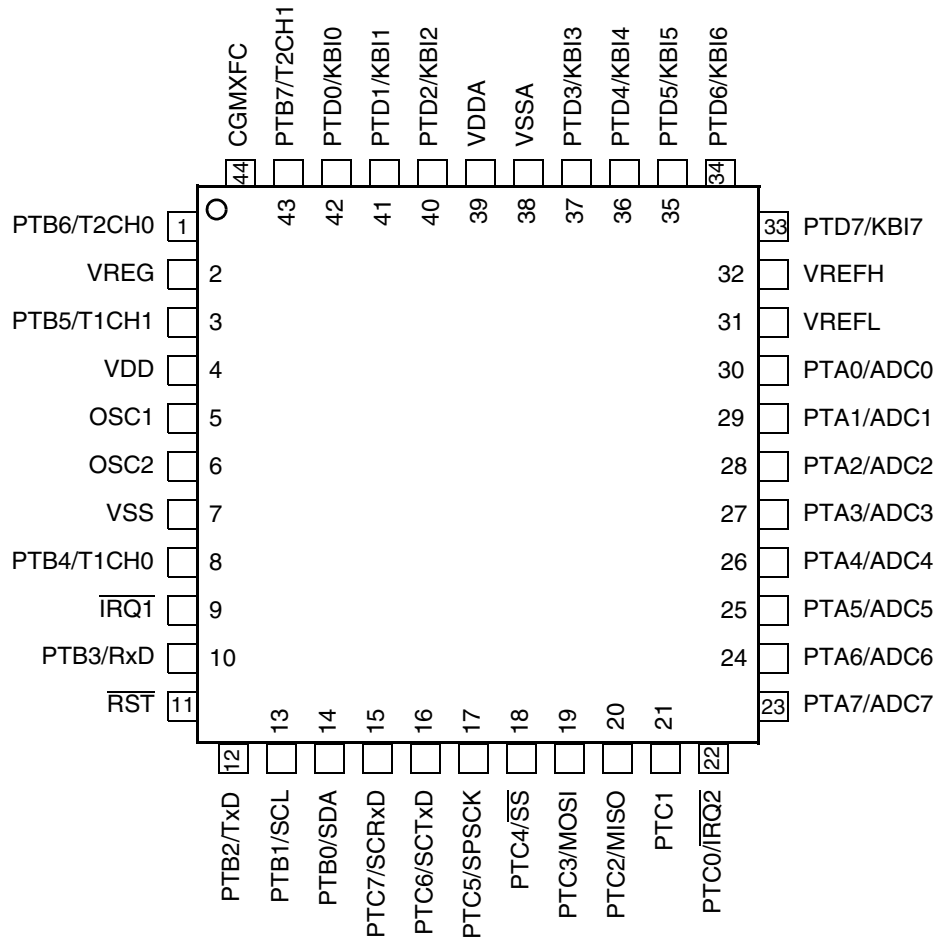 CGMXFC
PTB7/T2CH1
PTD0/KBI0
PTD1/KBI1
PTD2/KBI2
VDDA
VSSA
PTD3/KBI3
PTD4/KBI4
PTD5/KBI5
PTD6/KBI6
44
43
42
41
40
39
38
37
36
35
34
PTB6/T2CH0 1
VREG 2
PTB5/T1CH1 3
VDD 4
OSC1 5
OSC2 6
VSS 7
PTB4/T1CH0 8
IRQ1 9
PTB3/RxD 10
RST 11
33 PTD7/KBI7
32 VREFH
31 VREFL
30 PTA0/ADC0
29 PTA1/ADC1
28 PTA2/ADC2
27 PTA3/ADC3
26 PTA4/ADC4
25 PTA5/ADC5
24 PTA6/ADC6
23 PTA7/ADC7
12
13
14
15
16
17
18
19
20
21
22
PTB2/TxD
PTB1/SCL
PTB0/SDA
PTC7/SCRxD
PTC6/SCTxD
PTC5/SPSCK
PTC4/SS
PTC3/MOSI
PTC2/MISO
PTC1
PTC0/IRQ2